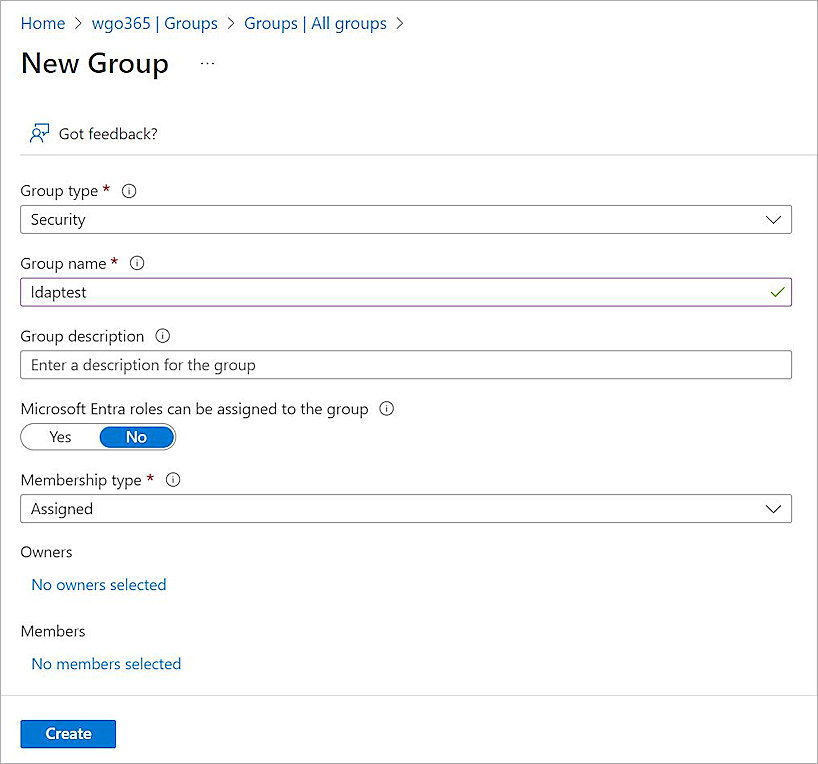 Home > wgo365 | Groups > Groups | All groups >
New Group ...
Got feedback?
Group type *
Security
Group name *
ldaptest
Group description
Enter a description for the group
Microsoft Entra roles can be assigned to the group
Yes No
Membership type *
Assigned
Owners
No owners selected
Members
No members selected
Create